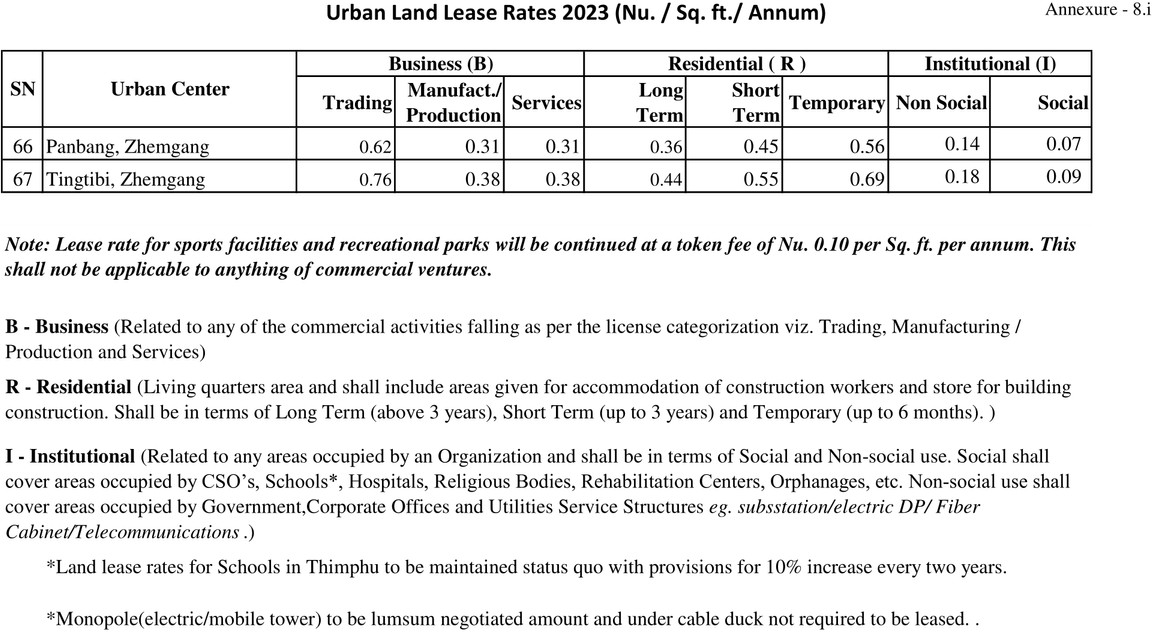 Urban Land Lease Rates 2023 (Nu. / Sq. ft./ Annum)
Annexure - 8.i
SN Urban Center Business (B) Residential ( R ) Institutional (I)
Trading Manufact./ Production Services Long Term Short Term Temporary Non Social Social
66 Panbang, Zhemgang 0.62 0.31 0.31 0.36 0.45 0.56 0.14 0.07
67 Tingtibi, Zhemgang 0.76 0.38 0.38 0.44 0.55 0.69 0.18 0.09
Note: Lease rate for sports facilities and recreational parks will be continued at a token fee of Nu. 0.10 per Sq. ft. per annum. This
shall not be applicable to anything of commercial ventures.
B - Business (Related to any of the commercial activities falling as per the license categorization viz. Trading, Manufacturing /
Production and Services)
R - Residential (Living quarters area and shall include areas given for accommodation of construction workers and store for building
construction. Shall be in terms of Long Term (above 3 years), Short Term (up to 3 years) and Temporary (up to 6 months). )
I - Institutional (Related to any areas occupied by an Organization and shall be in terms of Social and Non-social use. Social shall
cover areas occupied by CSO's, Schools*, Hospitals, Religious Bodies, Rehabilitation Centers, Orphanages, etc. Non-social use shall
cover areas occupied by Government,Corporate Offices and Utilities Service Structures eg. subsstation/electric DP/ Fiber
Cabinet/Telecommunications .)
*Land lease rates for Schools in Thimphu to be maintained status quo with provisions for 10% increase every two years.
*Monopole(electric/mobile tower) to be lumsum negotiated amount and under cable duck not required to be leased. .